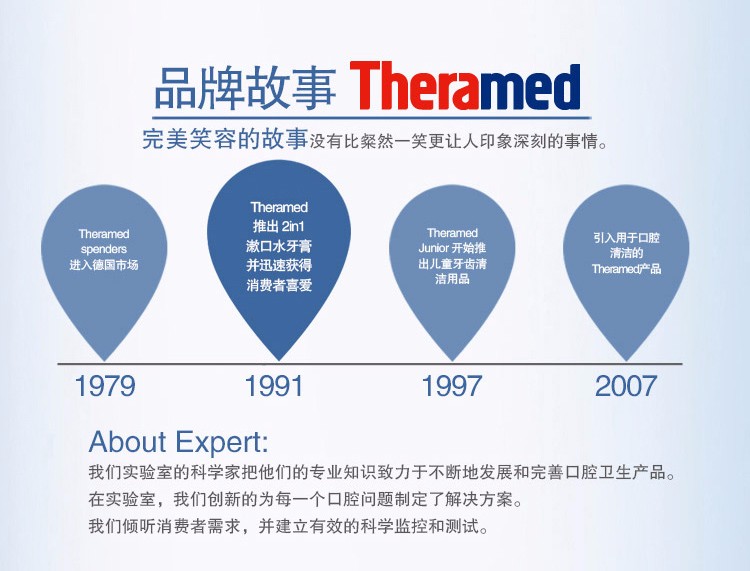 品牌故事 Theramed
完美笑容的故事没有比粲然一笑更让人印象深刻的事情。
Theramed
spenders
进入德国市场
Theramed
推出 2in1
漱口水牙膏
并迅速获得
消费者喜爱
Theramed
Junior 开始推
出儿童牙齿清
洁用品
引入用于口腔
清洁的
Theramed产品
1979
1991
1997
2007
About Expert:
我们实验室的科学家把他们的专业知识致力于不断地发展和完善口腔卫生产品。
在实验室，我们创新的为每一个口腔问题制定了解决方案。
我们倾听消费者需求，并建立有效的科学监控和测试。